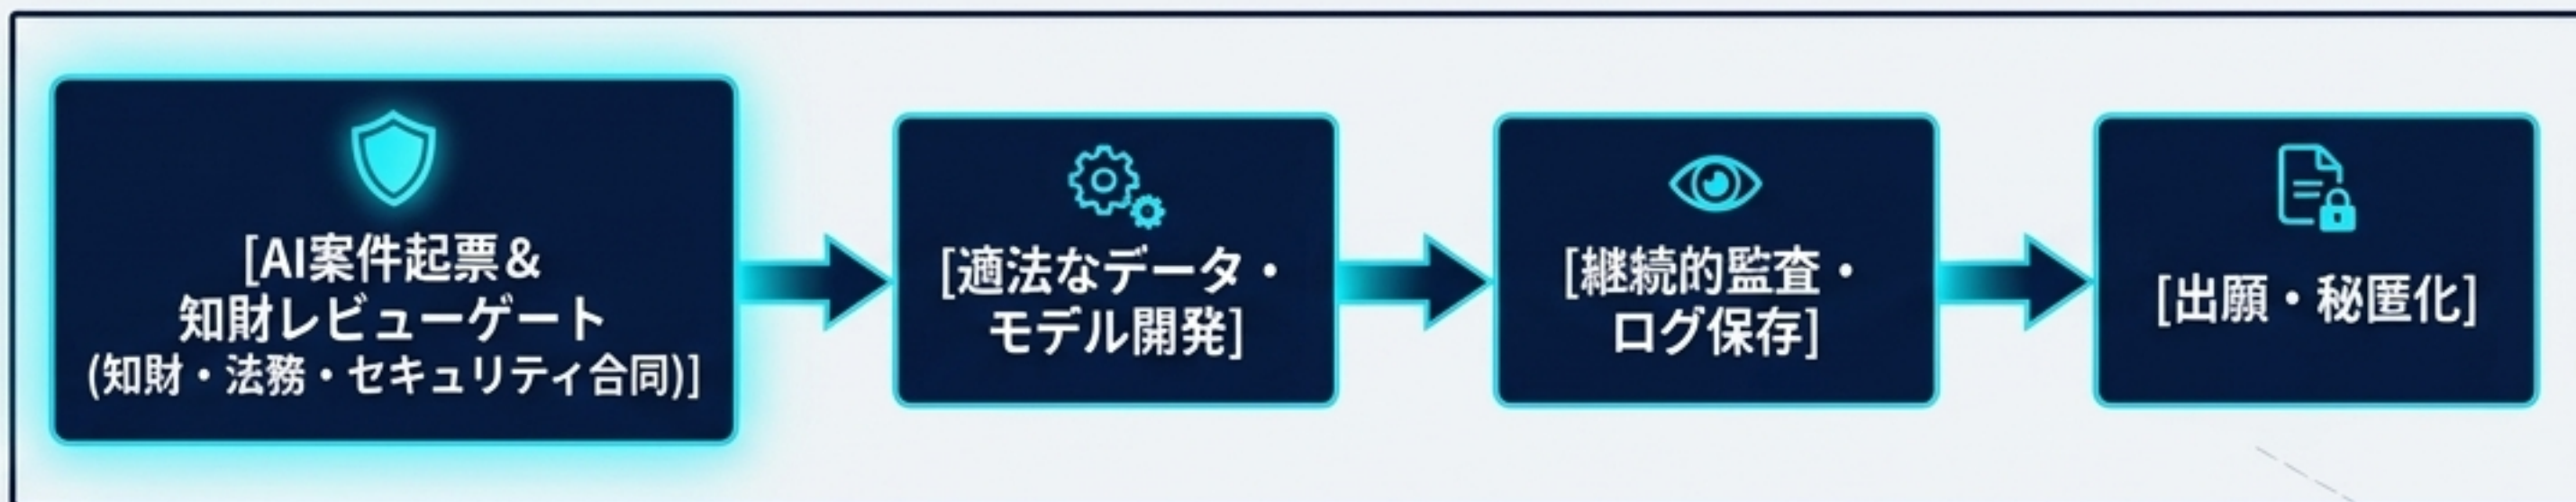 [AI案件起票&
知財レビューゲート
(知財・法務・セキュリティ合同)]
[適法なデータ・
モデル開発]
[継続的監査・
ログ保存]
[出願・秘匿化]